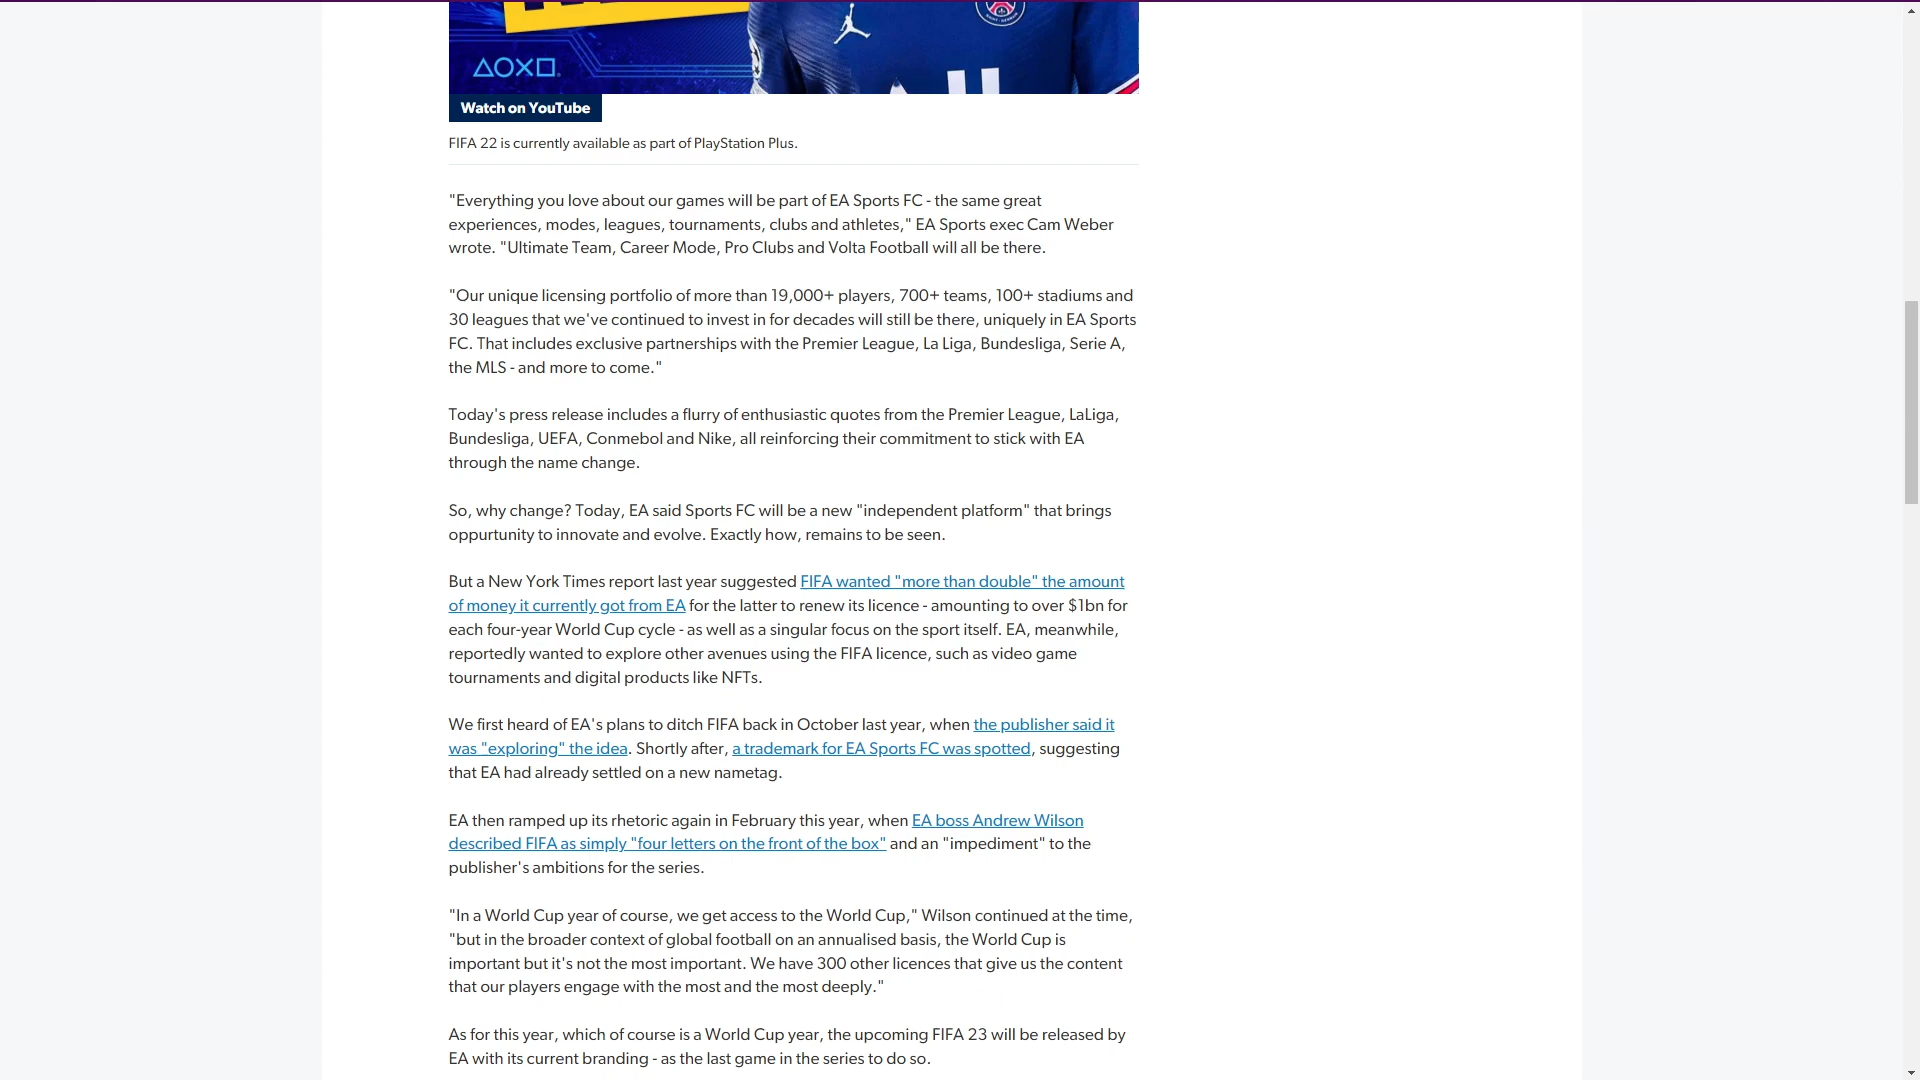 Watch on YouTube
FIFA 22 is currently available as part of PlayStation Plus.
"Everything you love about our games will be part of EA Sports FC - the same great
experiences, modes, leagues, tournaments, clubs and athletes," EA Sports exec Cam Weber
wrote. "Ultimate Team, Career Mode, Pro Clubs and Volta Football will all be there.
"Our unique licensing portfolio of more than 19,000+ players, 700+ teams, 100+ stadiums and
30 leagues that we've continued to invest in for decades will still be there, uniquely in EA Sports
FC. That includes exclusive partnerships with the Premier League, La Liga, Bundesliga, Serie A,
the MLS - and more to come."
Today's press release includes a flurry of enthusiastic quotes from the Premier League, LaLiga,
Bundesliga, UEFA, Conmebol and Nike, all reinforcing their commitment to stick with EA
through the name change.
So, why change? Today, EA said Sports FC will be a new "independent platform" that brings
oppurtunity to innovate and evolve. Exactly how, remains to be seen.
But a New York Times report last year suggested FIFA wanted "more than double" the amount
of money it currently got from EA for the latter to renew its licence - amounting to over $1bn for
each four-year World Cup cycle - as well as a singular focus on the sport itself. EA, meanwhile,
reportedly wanted to explore other avenues using the FIFA licence, such as video game
tournaments and digital products like NFTs.
We first heard of EA's plans to ditch FIFA back in October last year, when the publisher said it
was "exploring" the idea. Shortly after, a trademark for EA Sports FC was spotted, suggesting
that EA had already settled on a new nametag.
EA then ramped up its rhetoric again in February this year, when EA boss Andrew Wilson
described FIFA as simply "four letters on the front of the box" and an "impediment" to the
publisher's ambitions for the series.
"In a World Cup year of course, we get access to the World Cup," Wilson continued at the time,
"but in the broader context of global football on an annualised basis, the World Cup is
important but it's not the most important. We have 300 other licences that give us the content
that our players engage with the most and the most deeply."
As for this year, which of course is a World Cup year, the upcoming FIFA 23 will be released by
EA with its current branding - as the last game in the series to do so.